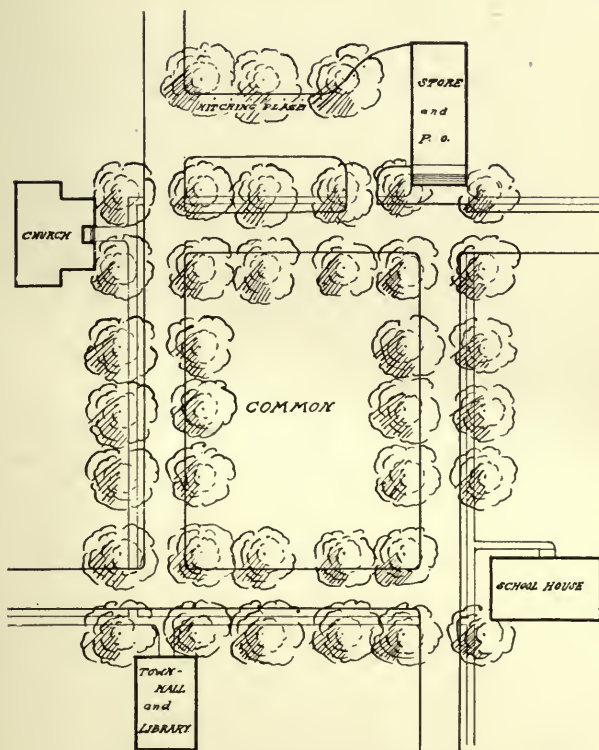 STORE
and
P. O.
HITCHING PLACE
CHURCH
COMMON
SCHOOL HOUSE
TOWN-
HALL
and
LIBRARY